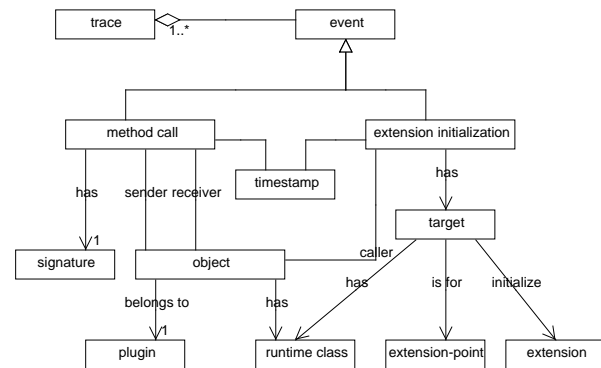 trace
event
1..*
method call
extension initialization
has
sender
receiver
timestamp
has
target
1
signature
object
caller
has
is for
initialize
belongs to
has
1
plugin
runtime class
extension-point
extension